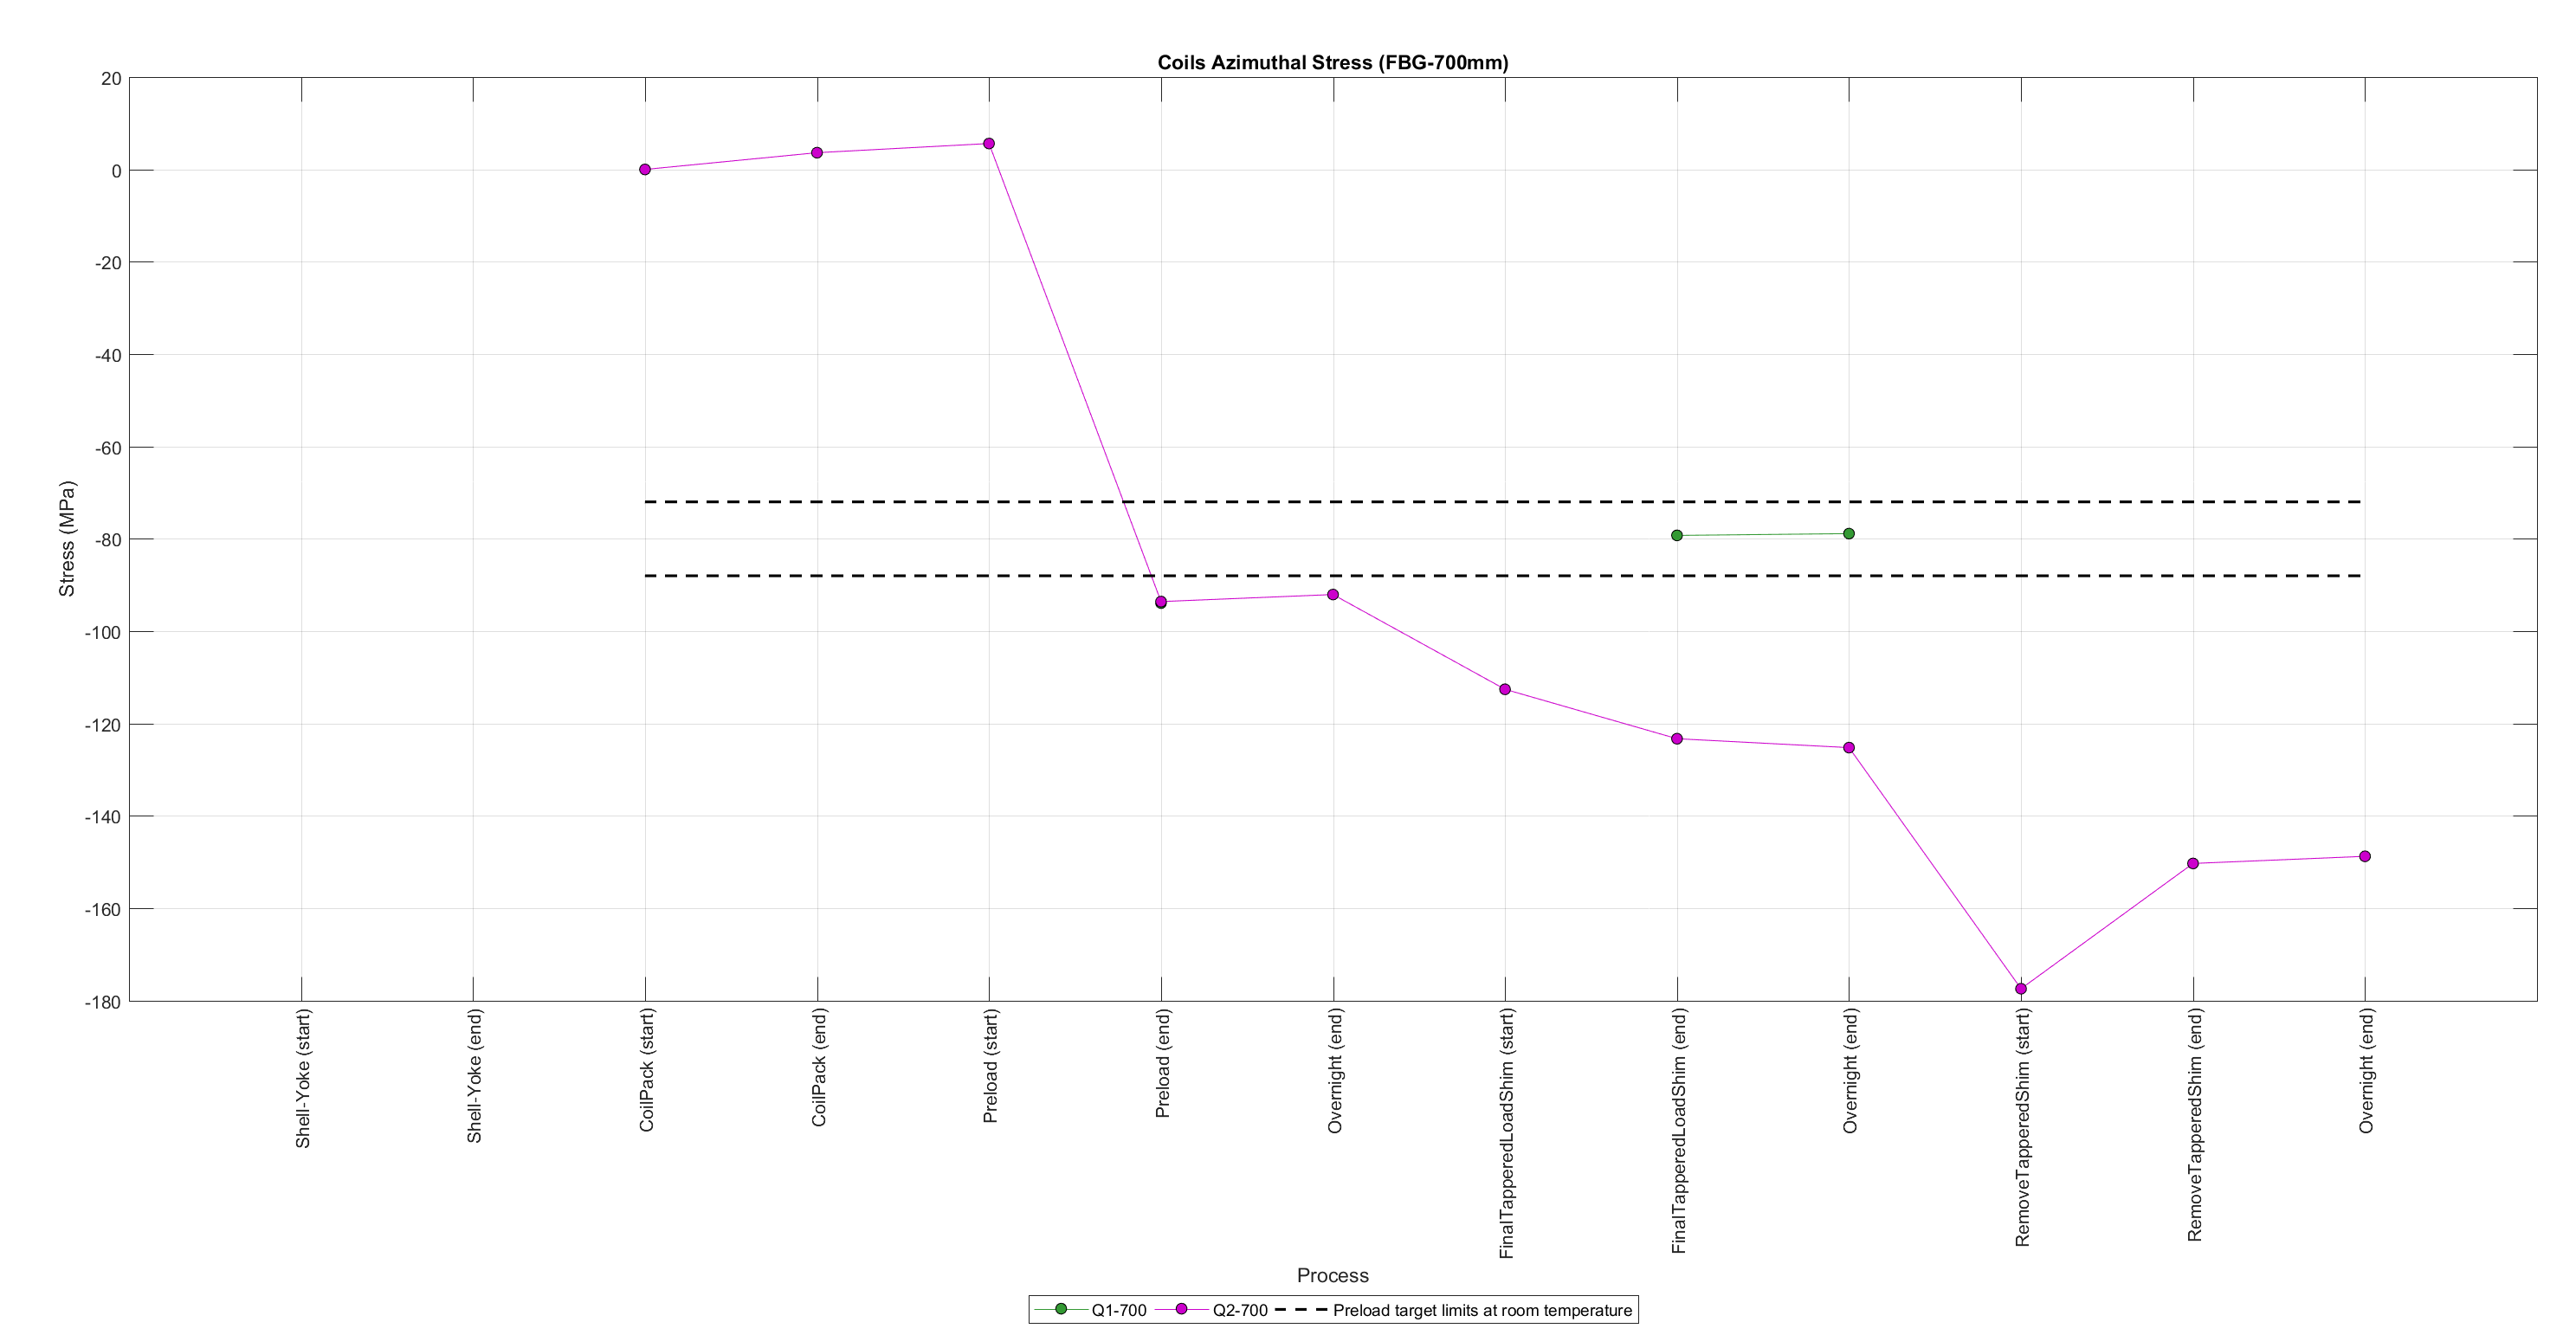 Coils Azimuthal Stress (FBG-700mm)
20
0
-20
-40
-60
-80
-100
-120
-140
-160
-180
Stress (MPa)
Shell-Yoke (start)
Shell-Yoke (end)
CoilPack (start)
CoilPack (end)
Preload (start)
Preload (end)
Overnight (end)
FinalTapperedLoadShim (start)
FinalTapperedLoadShim (end)
Overnight (end)
RemoveTapperedShim (start)
RemoveTapperedShim (end)
Overnight (end)
Process
Q1-700 Q2-700 Preload target limits at room temperature